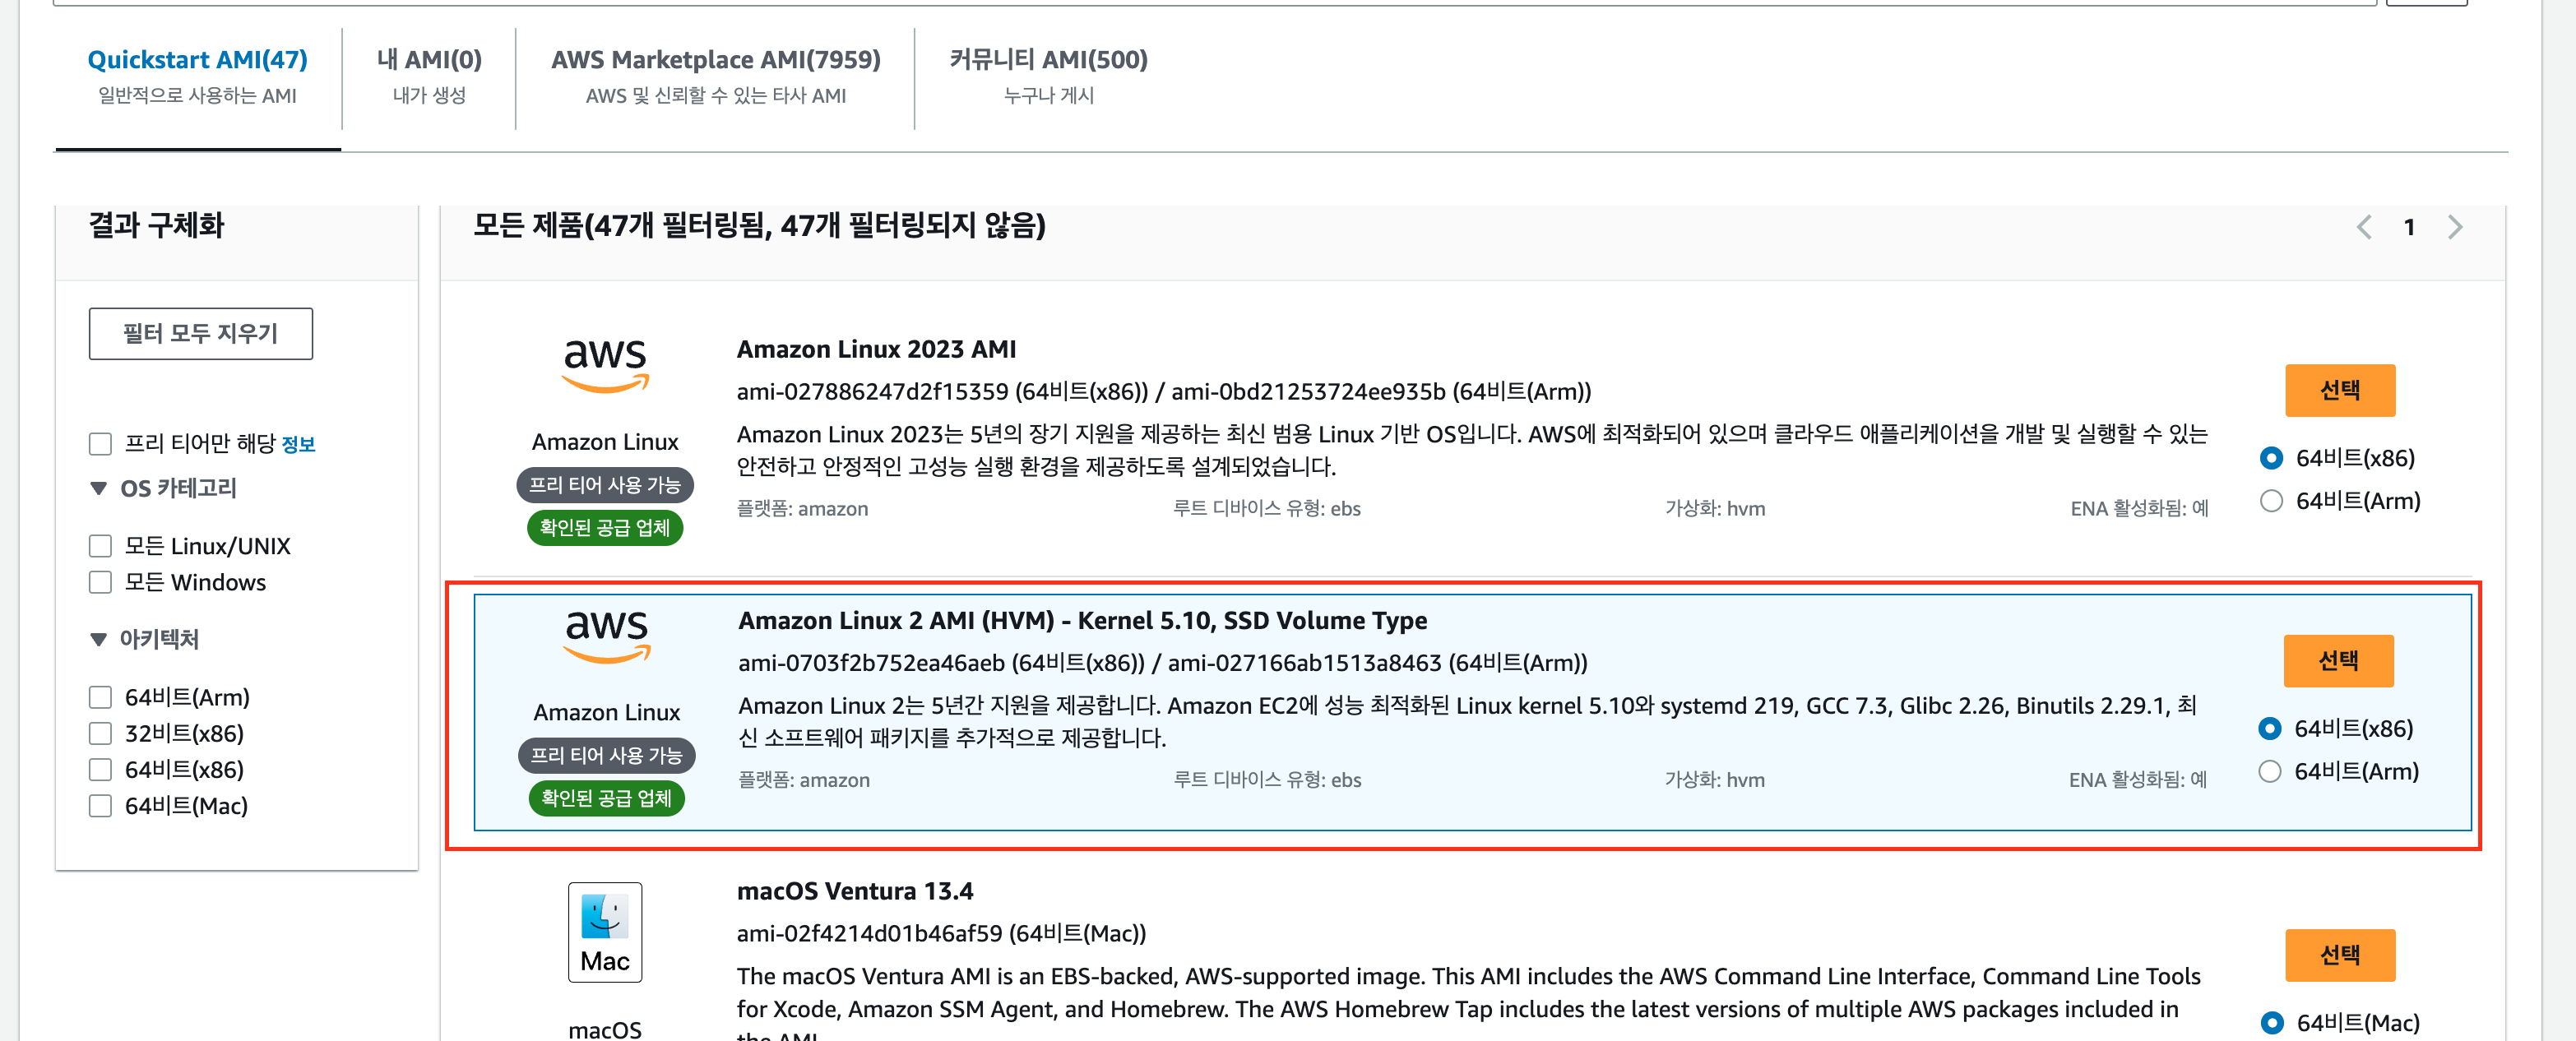 Quickstart AMI(47)
일반적으로 사용하는 AMI
내 AMI(0)
내가 생성
AWS Marketplace AMI(7959)
AWS 및 신뢰할 수 있는 타사 AMI
커뮤니티 AMI(500)
누구나 게시
결과 구체화
필터 모두 지우기
프리 티어만 해당 정보
OS 카테고리
모든 Linux/UNIX
모든 Windows
아키텍처
64비트(Arm)
32비트(x86)
64비트(x86)
64비트(Mac)
모든 제품(47개 필터링됨, 47개 필터링되지 않음)
1
aws
Amazon Linux
프리 티어 사용 가능
확인된 공급 업체
Amazon Linux 2023 AMI
ami-027886247d2f15359 (64비트(x86)) / ami-0bd21253724ee935b (64비트(Arm))
Amazon Linux 2023는 5년의 장기 지원을 제공하는 최신 범용 Linux 기반 OS입니다. AWS에 최적화되어 있으며 클라우드 애플리케이션을 개발 및 실행할 수 있는
안전하고 안정적인 고성능 실행 환경을 제공하도록 설계되었습니다.
플랫폼: amazon
루트 디바이스 유형: ebs
가상화: hvm
ENA 활성화됨: 예
선택
64비트(x86)
64비트(Arm)
aws
Amazon Linux
프리 티어 사용 가능
확인된 공급 업체
Amazon Linux 2 AMI (HVM) - Kernel 5.10, SSD Volume Type
ami-0703f2b752ea46aeb (64비트(x86)) / ami-027166ab1513a8463 (64비트(Arm))
Amazon Linux 2는 5년간 지원을 제공합니다. Amazon EC2에 성능 최적화된 Linux kernel 5.10와 systemd 219, GCC 7.3, Glibc 2.26, Binutils 2.29.1, 최
신 소프트웨어 패키지를 추가적으로 제공합니다.
플랫폼: amazon
루트 디바이스 유형: ebs
가상화: hvm
ENA 활성화됨: 예
선택
64비트(x86)
64비트(Arm)
Mac
macOS
macOS Ventura 13.4
ami-02f4214d01b46af59 (64비트(Mac))
The macOS Ventura AMI is an EBS-backed, AWS-supported image. This AMI includes the AWS Command Line Interface, Command Line Tools
for Xcode, Amazon SSM Agent, and Homebrew. The AWS Homebrew Tap includes the latest versions of multiple AWS packages included in
the AMI
선택
64비트(Mac)